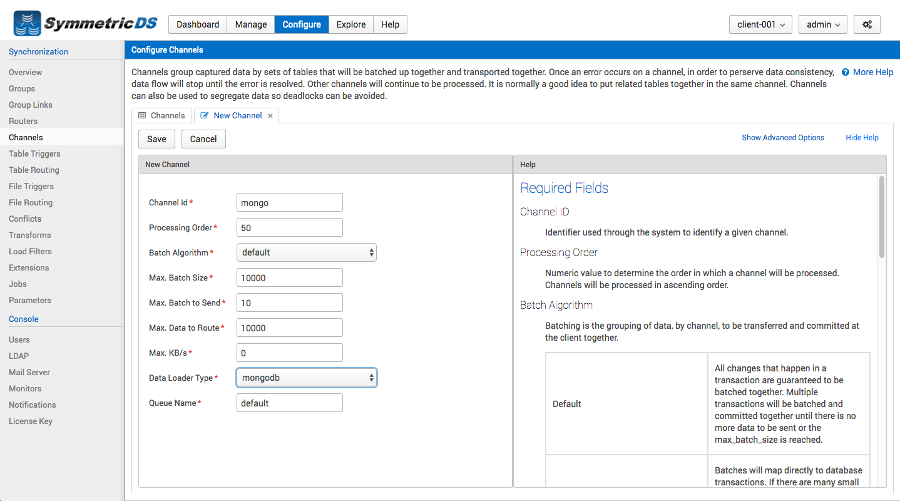 SymmetricDS
Dashboard Manage Configure Explore Help
client-001 admin
Synchronization
Overview
Groups
Group Links
Routers
Channels
Table Triggers
Table Routing
File Triggers
File Routing
Conflicts
Transforms
Load Filters
Extensions
Jobs
Parameters
Console
Users
LDAP
Mail Server
Monitors
Notifications
License Key
Configure Channels
Channels group captured data by sets of tables that will be batched up together and transported together. Once an error occurs on a channel, in order to perserve data consistency,
data flow will stop until the error is resolved. Other channels will continue to be processed. It is normally a good idea to put related tables together in the same channel. Channels
can also be used to segregate data so deadlocks can be avoided.
? More Help
Channels New Channel ×
Save Cancel
Show Advanced Options Hide Help
New Channel
Channel Id* mongo
Processing Order* 50
Batch Algorithm* default
Max. Batch Size* 10000
Max. Batch to Send* 10
Max. Data to Route* 10000
Max. KB/s* 0
Data Loader Type* mongodb
Queue Name* default
Help
Required Fields
Channel ID
Identifier used through the system to identify a given channel.
Processing Order
Numeric value to determine the order in which a channel will be processed.
Channels will be processed in ascending order.
Batch Algorithm
Batching is the grouping of data, by channel, to be transferred and committed at
the client together.
Default
All changes that happen in a
transaction are guaranteed to be
batched together. Multiple
transactions will be batched and
committed together until there is no
more data to be sent or the
max_batch_size is reached.
Batches will map directly to database
transactions. If there are many small